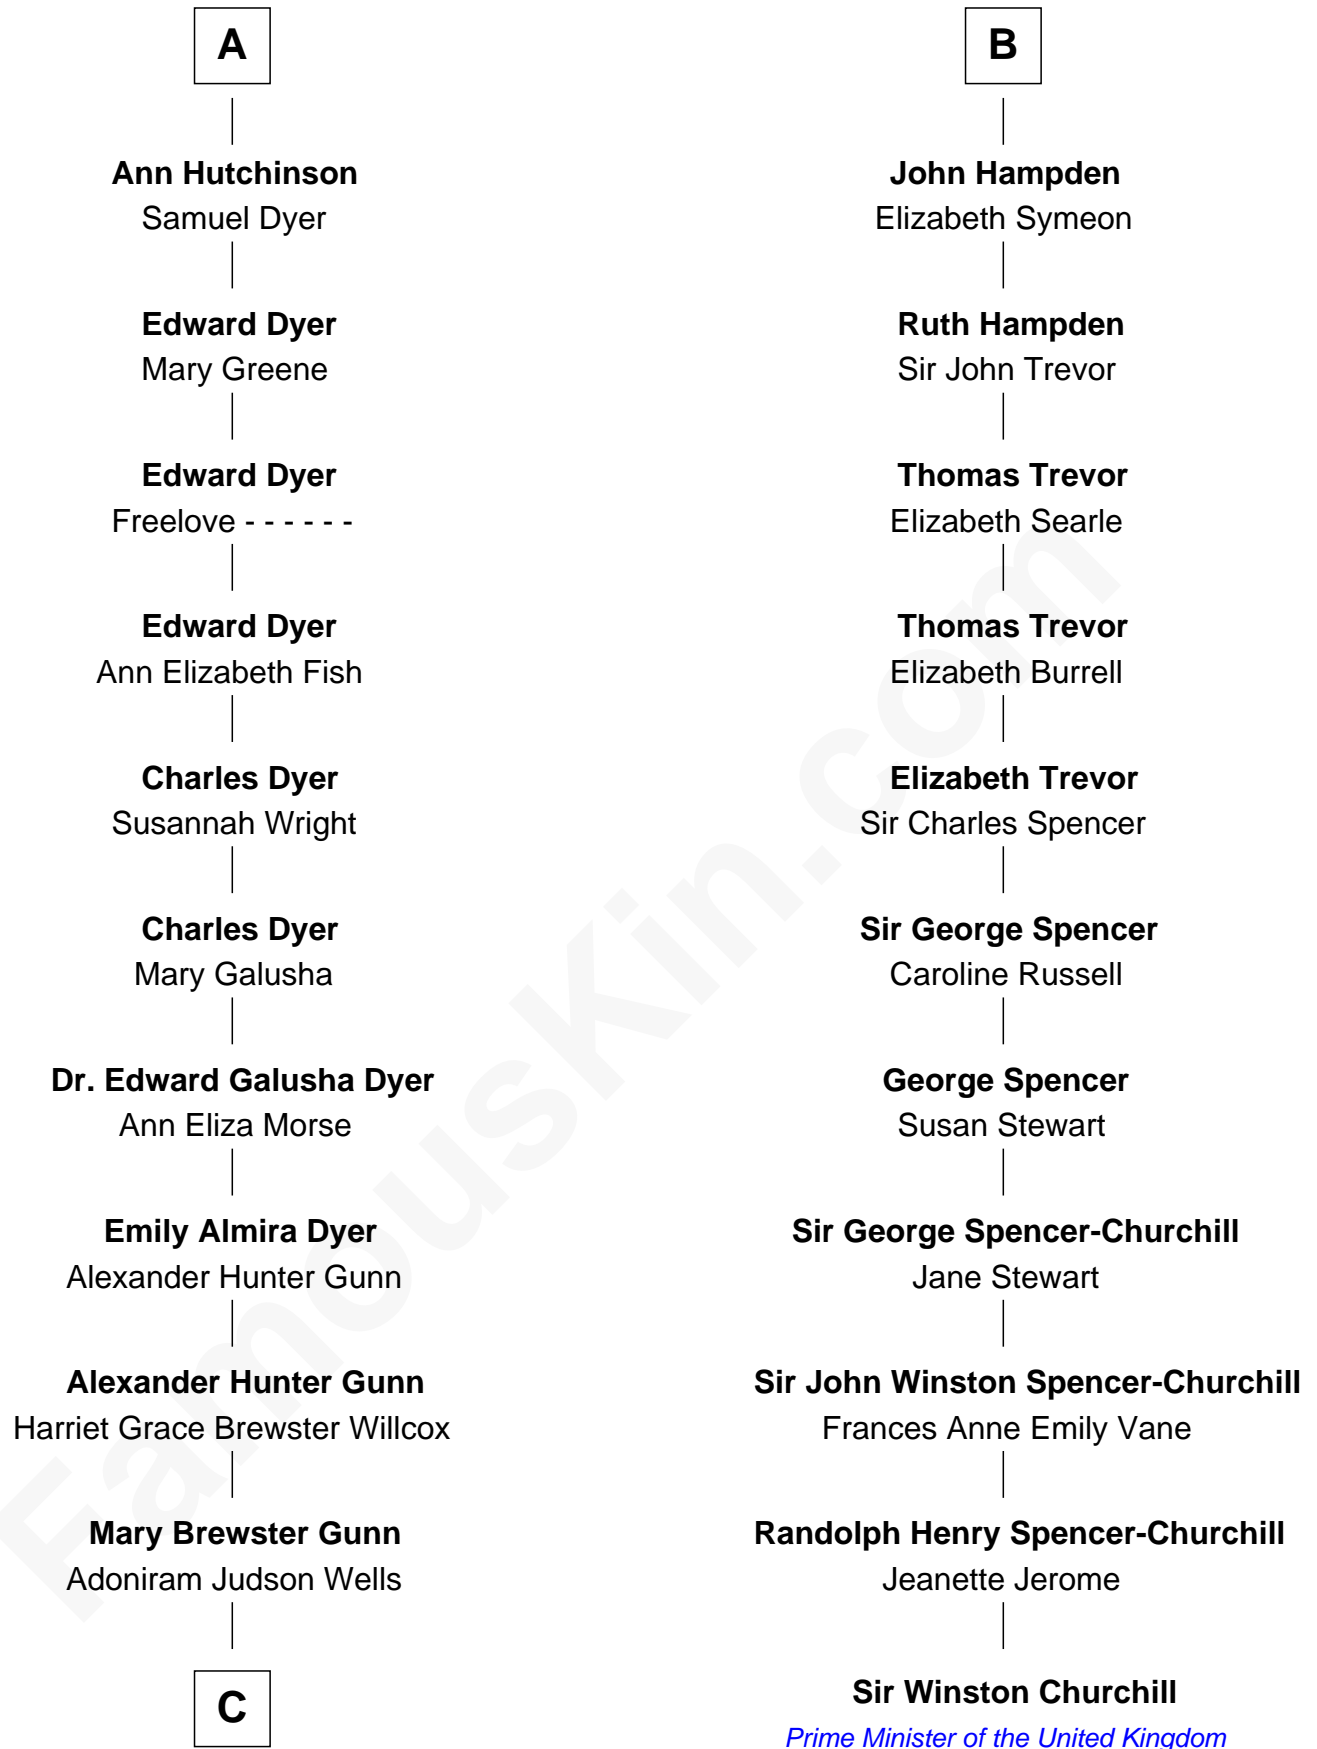 A
Ann Hutchinson
Samuel Dyer
Edward Dyer
Mary Greene
Edward Dyer
Freelove - - - - - -
Edward Dyer
Ann Elizabeth Fish
Charles Dyer
Susannah Wright
Charles Dyer
Mary Galusha
Dr. Edward Galusha Dyer
Ann Eliza Morse
Emily Almira Dyer
Alexander Hunter Gunn
Alexander Hunter Gunn
Harriet Grace Brewster Willcox
Mary Brewster Gunn
Adoniram Judson Wells
C
B
John Hampden
Elizabeth Symeon
Ruth Hampden
Sir John Trevor
Thomas Trevor
Elizabeth Searle
Thomas Trevor
Elizabeth Burrell
Elizabeth Trevor
Sir Charles Spencer
Sir George Spencer
Caroline Russell
George Spencer
Susan Stewart
Sir George Spencer-Churchill
Jane Stewart
Sir John Winston Spencer-Churchill
Frances Anne Emily Vane
Randolph Henry Spencer-Churchill
Jeanette Jerome
Sir Winston Churchill
Prime Minister of the United Kingdom
FamousKin.com